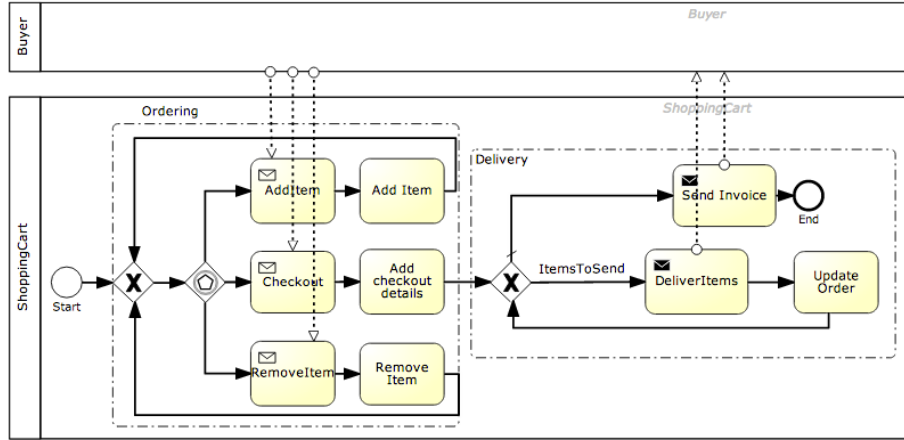 Buyer
Buyer
ShoppingCart
ShoppingCart
Ordering
Delivery
AddItem
Add Item
Send Invoice
End
Start
Checkout
Add
checkout
details
ItemsToSend
DeliverItems
Update
Order
RemoveItem
Remove
Item